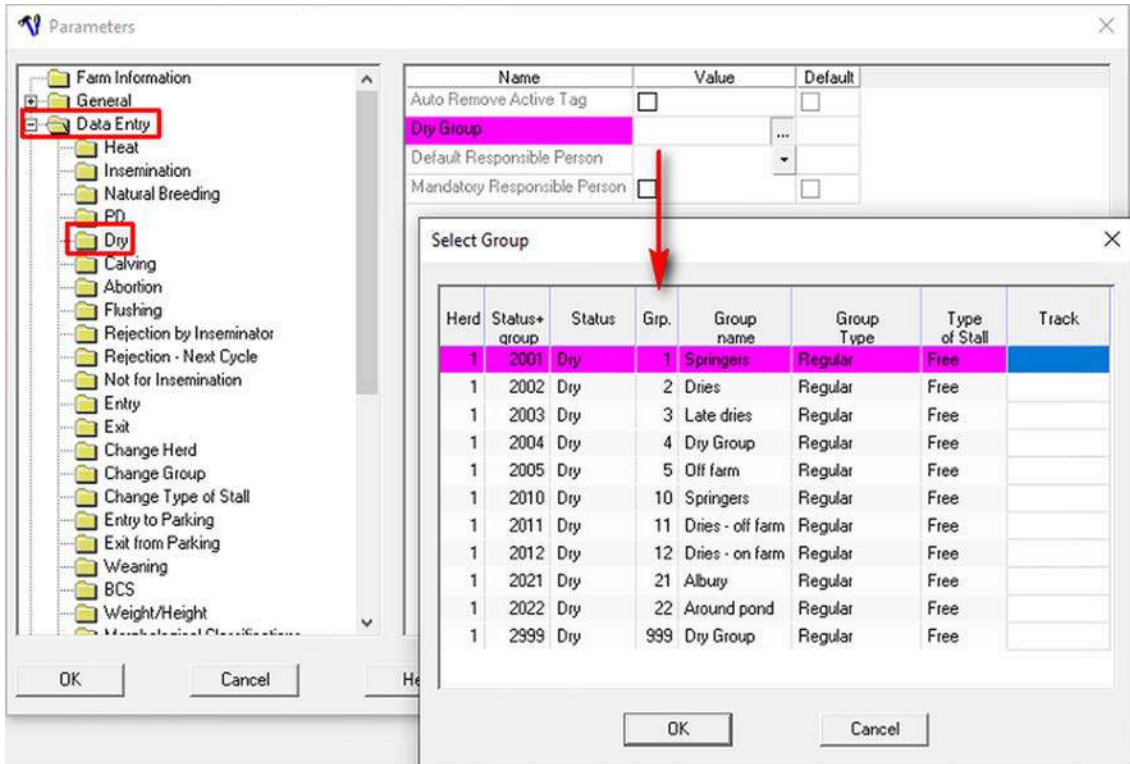 Parameters
Farm Information
General
Data Entry
Heat
Insemination
Natural Breeding
PD
Dry
Calving
Abortion
Flushing
Rejection by Inseminator
Rejection - Next Cycle
Not for Insemination
Entry
Exit
Change Herd
Change Group
Change Type of Stall
Entry to Parking
Exit from Parking
Weaning
BCS
Weight/Height
OK Cancel He
Name Value Default
Auto Remove Active Tag
Dry Group ...
Default Responsible Person
Mandatory Responsible Person
Select Group
Herd Status+ group Status Grp. Group name Group Type Type of Stall Track
1 2001 Dry 1 Springers Regular Free
1 2002 Dry 2 Dries Regular Free
1 2003 Dry 3 Late dries Regular Free
1 2004 Dry 4 Dry Group Regular Free
1 2005 Dry 5 Off farm Regular Free
1 2010 Dry 10 Springers Regular Free
1 2011 Dry 11 Dries - off farm Regular Free
1 2012 Dry 12 Dries - on farm Regular Free
1 2021 Dry 21 Albury Regular Free
1 2022 Dry 22 Around pond Regular Free
1 2999 Dry 999 Dry Group Regular Free
OK Cancel